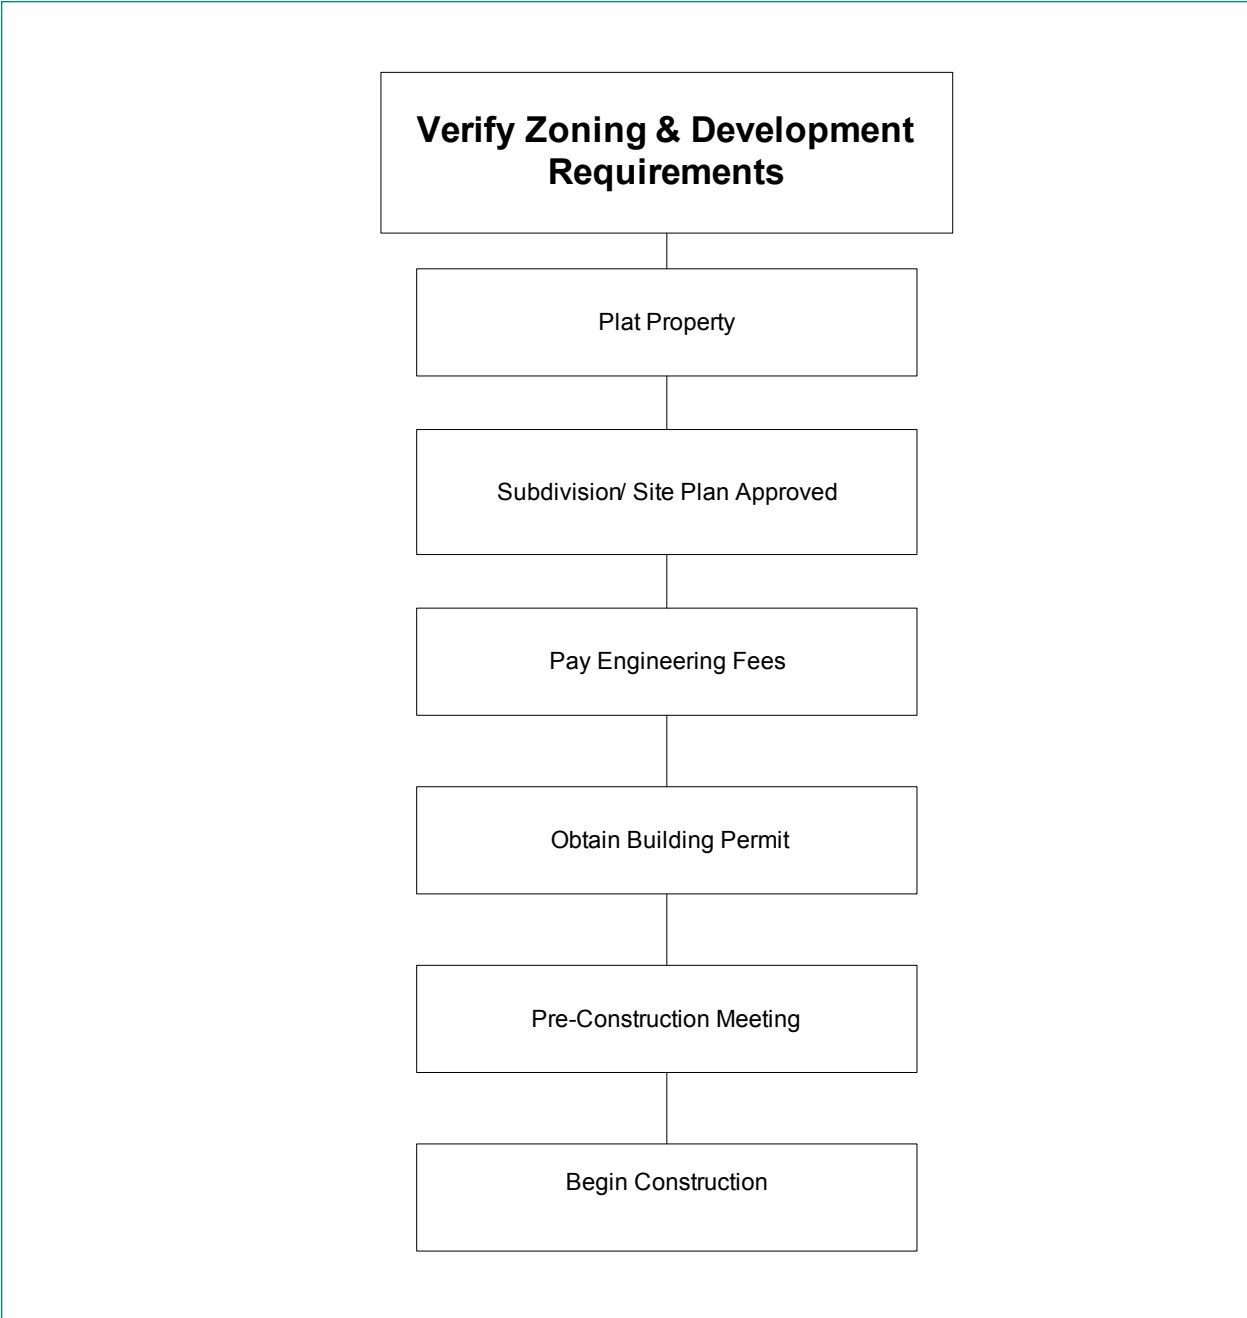 Verify Zoning & Development
Requirements
Plat Property
Subdivision/ Site Plan Approved
Pay Engineering Fees
Obtain Building Permit
Pre-Construction Meeting
Begin Construction